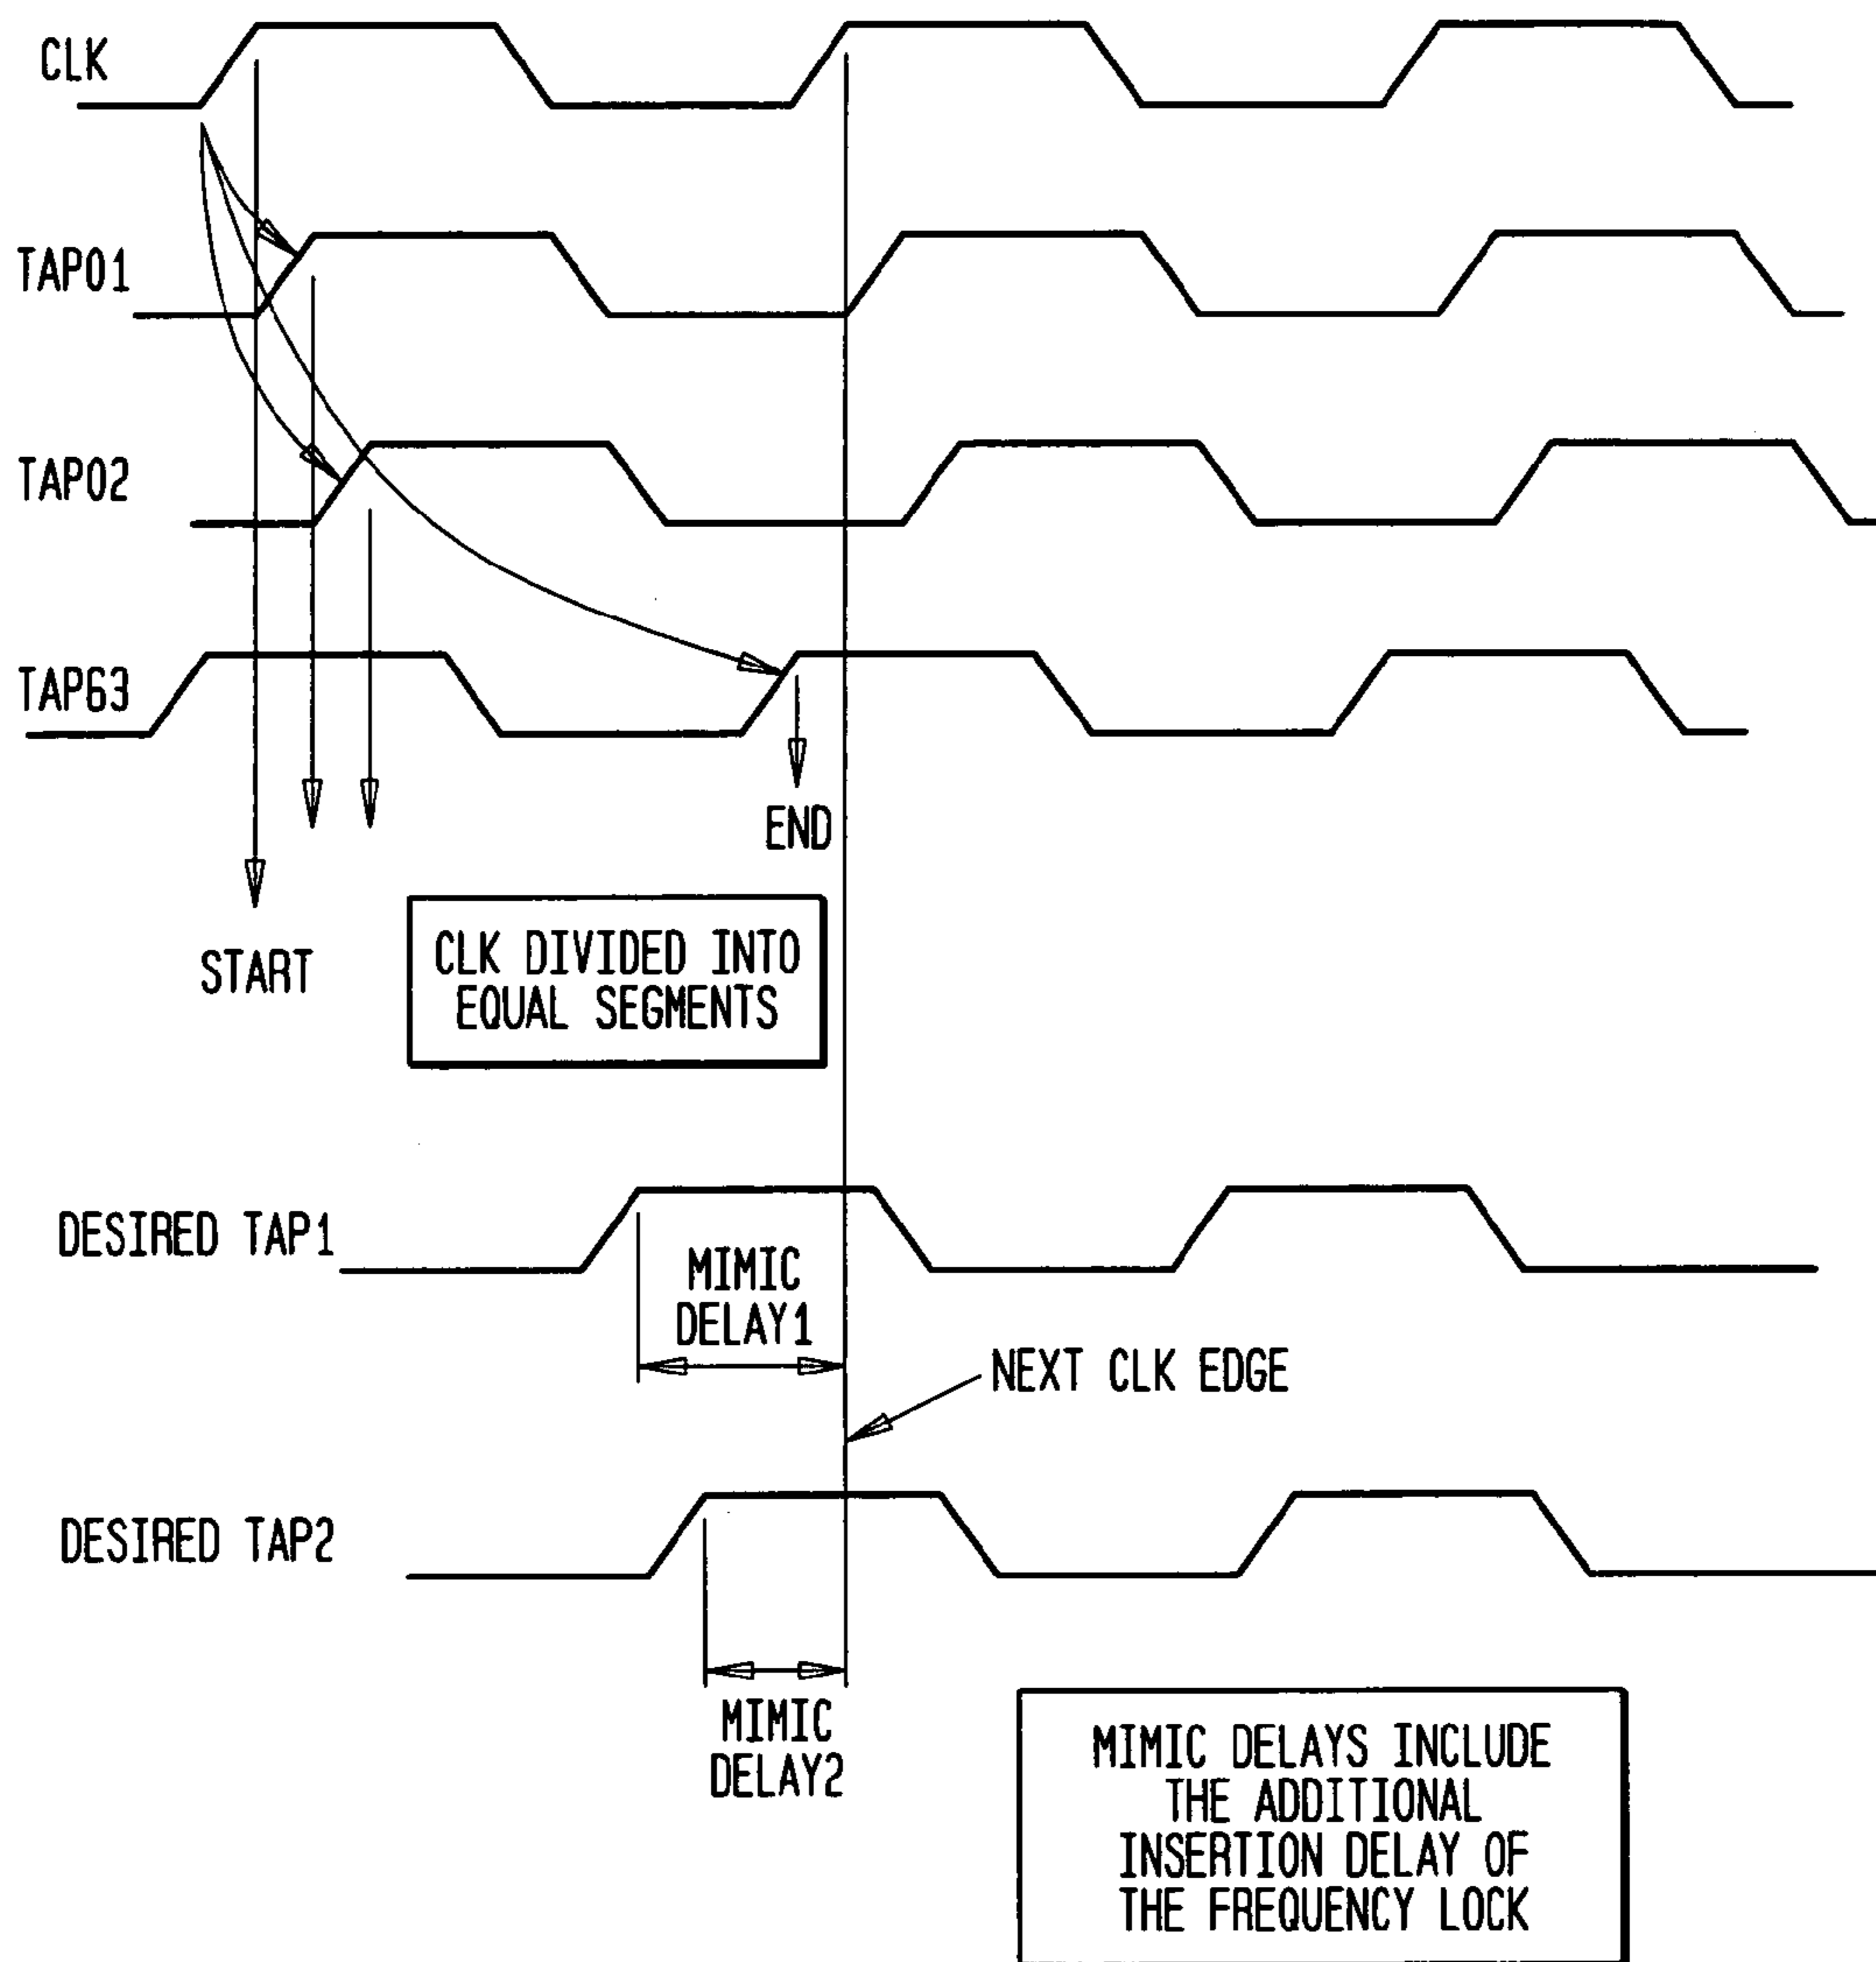 CLK
TAP01
TAP02
TAP63
END
START
CLK DIVIDED INTO
EQUAL SEGMENTS
DESIRED TAP1
MIMIC
DELAY1
NEXT CLK EDGE
DESIRED TAP2
MIMIC
DELAY2
MIMIC DELAYS INCLUDE
THE ADDITIONAL
INSERTION DELAY OF
THE FREQUENCY LOCK